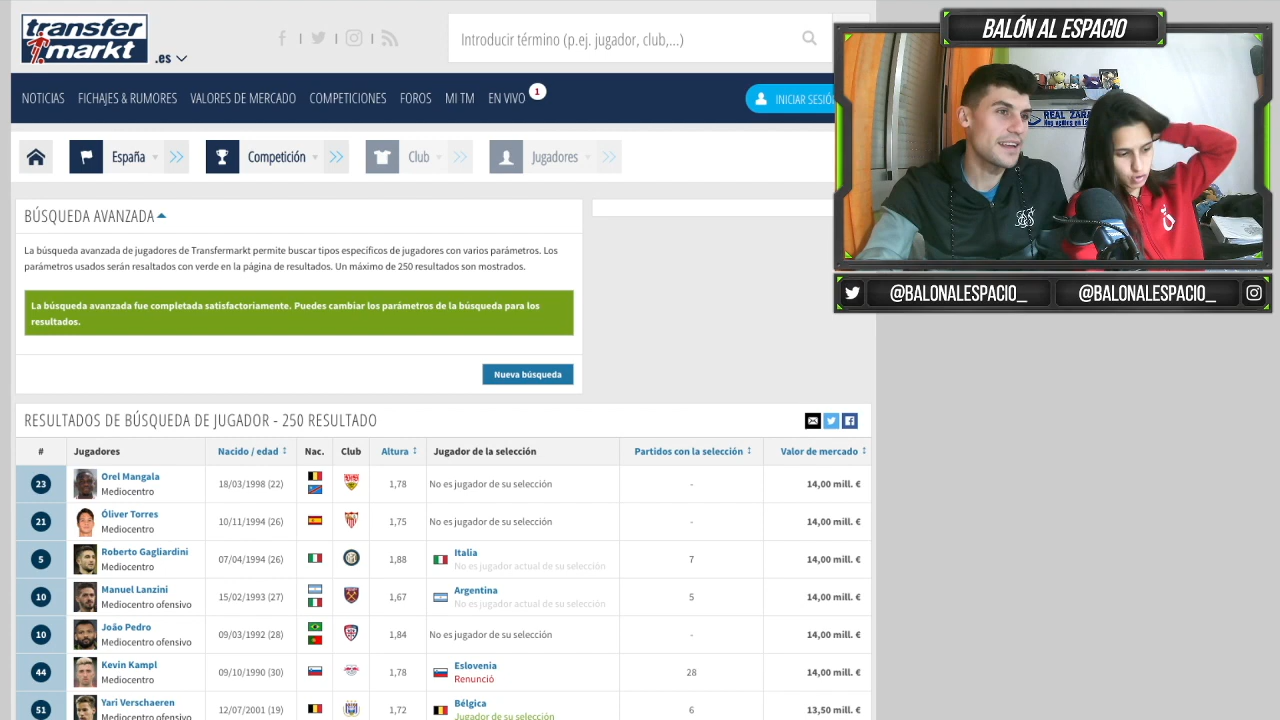 transfer
markt
.es
Introducir término (p.ej. jugador, club,...)
NOTICIAS FICHAJES & RUMORES VALORES DE MERCADO COMPETICIONES FOROS MI TM EN VIVO 1
INICIAR SESIÓ
España Competición Club Jugadores
BÚSQUEDA AVANZADA
La búsqueda avanzada de jugadores de Transfermarkt permite buscar tipos específicos de jugadores con varios parámetros. Los
parámetros usados serán resaltados con verde en la página de resultados. Un máximo de 250 resultados son mostrados.
La búsqueda avanzada fue completada satisfactoriamente. Puedes cambiar los parámetros de la búsqueda para los
resultados.
Nueva búsqueda
BALÓN AL ESPACIO
REAL ZARA
@BALONALESPACIO_ @BALONALESPACIO_
RESULTADOS DE BÚSQUEDA DE JUGADOR - 250 RESULTADO
# Jugadores Nacido / edad Nac. Club Altura Jugador de la selección Partidos con la selección Valor de mercado
23 Orel Mangala 18/03/1998 (22) 1,78 No es jugador de su selección - 14,00 mill. €
Mediocentro
21 Óliver Torres 10/11/1994 (26) 1,75 No es jugador de su selección - 14,00 mill. €
Mediocentro
5 Roberto Gagliardini 07/04/1994 (26) 1,88 Italia 7 14,00 mill. €
Mediocentro No es jugador actual de su selección
10 Manuel Lanzini 15/02/1993 (27) 1,67 Argentina 5 14,00 mill. €
Mediocentro ofensivo No es jugador actual de su selección
10 João Pedro 09/03/1992 (28) 1,84 No es jugador de su selección - 14,00 mill. €
Mediocentro ofensivo
44 Kevin Kampl 09/10/1990 (30) 1,78 Eslovenia 28 14,00 mill. €
Mediocentro Renunció
51 Yari Verschaeren 12/07/2001 (19) 1,72 Bélgica 6 13,50 mill. €
Mediocentro ofensivo Jugador de su selección